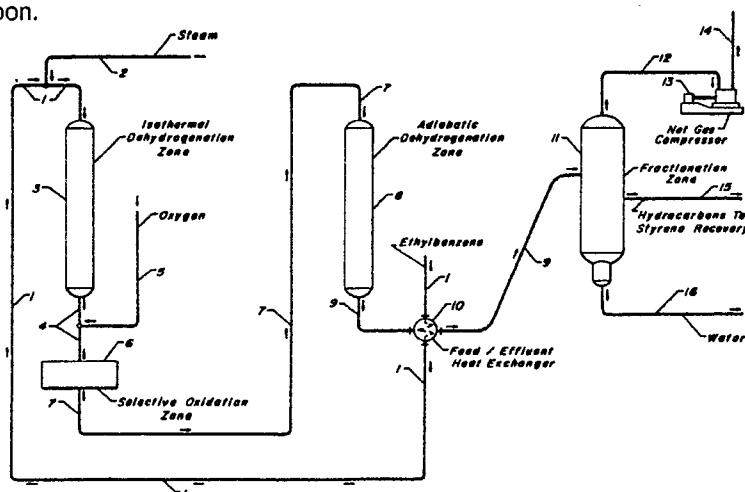 oon.
Steam
2
1
Isothermal
Dehydrogenation
Zone
3
Oxygen
5
4
6
Selective Oxidation
Zone
7
7
7
Adiabatic
Dehydrogenation
Zone
8
Ethylbenzene
1
9
10
Feed / Effluent
Heat Exchanger
1
1
9
11
12
13
14
Net Gas
Compressor
Fractionation
Zone
15
Hydrocarbons To
Styrene Recovery
16
Water